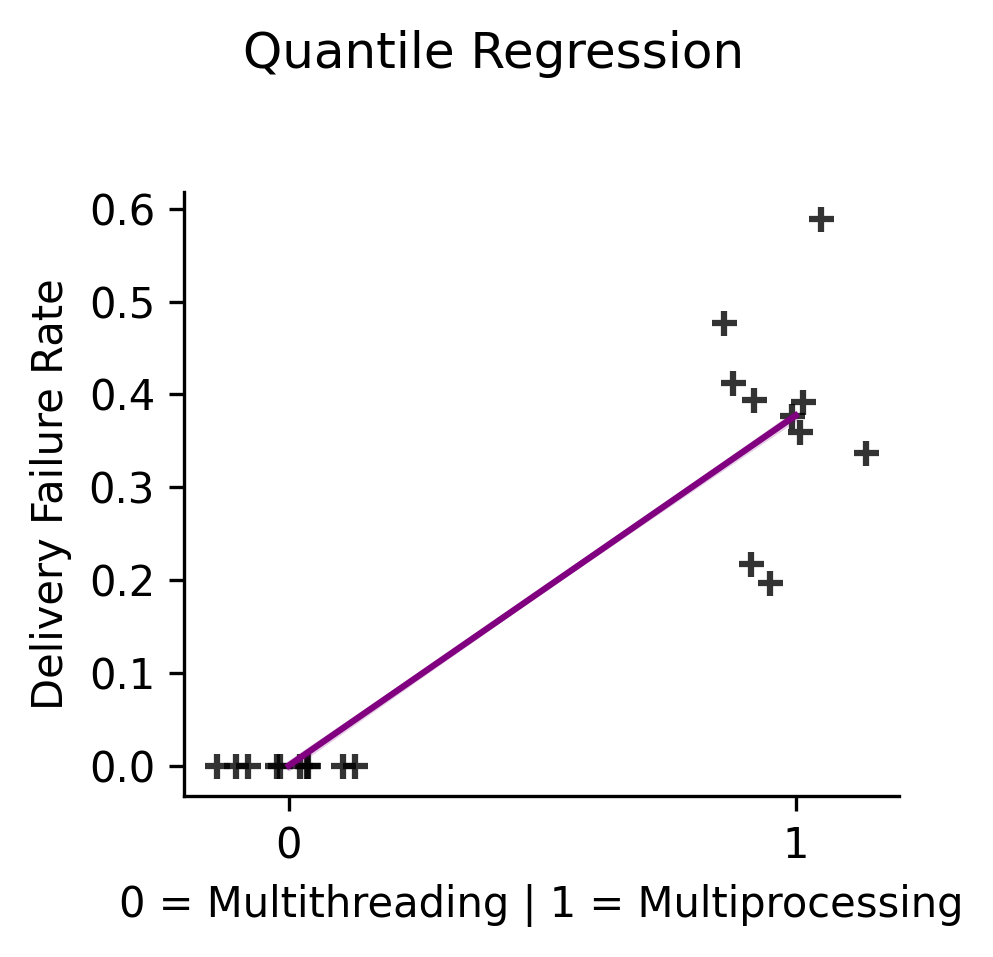 Quantile Regression
0.6
0.5
0.4
0.3
0.2
0.1
0.0
Delivery Failure Rate
0 1
0 = Multithreading | 1 = Multiprocessing